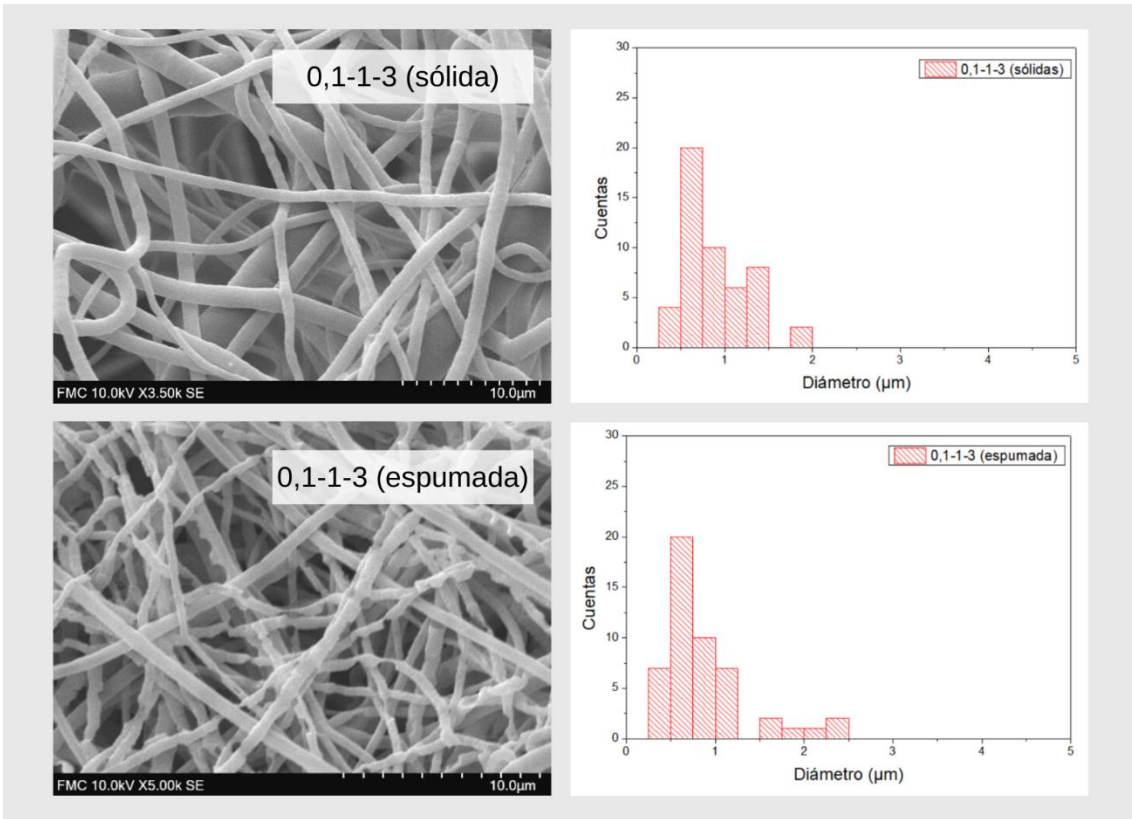 0,1-1-3 (sólida)
FMC 10.0kV X3.50k SE
10.0µm
30
25
20
15
10
5
0
Cuentas
0,1-1-3 (sólidas)
0
1
2
3
4
5
Diámetro (µm)
0,1-1-3 (espumada)
FMC 10.0kV X5.00k SE
10.0µm
30
25
20
15
10
5
0
Cuentas
0,1-1-3 (espumada)
0
1
2
3
4
5
Diámetro (µm)